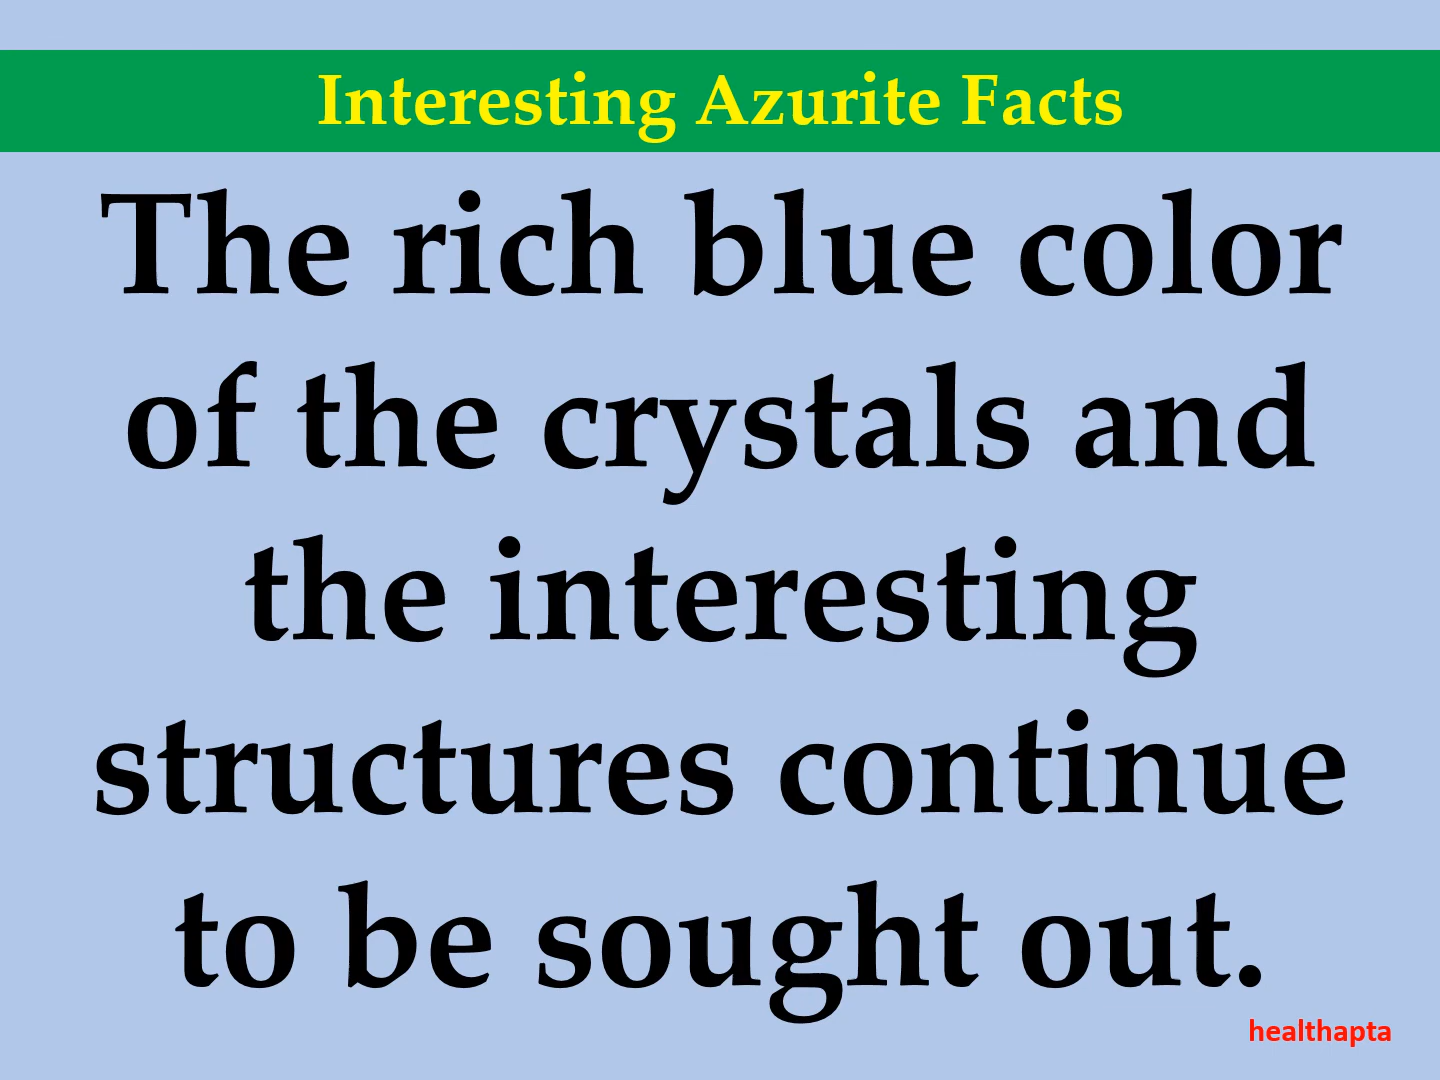 Interesting Azurite Facts
The rich blue color
of the crystals and
the interesting
structures continue
to be sought out.
healthapta